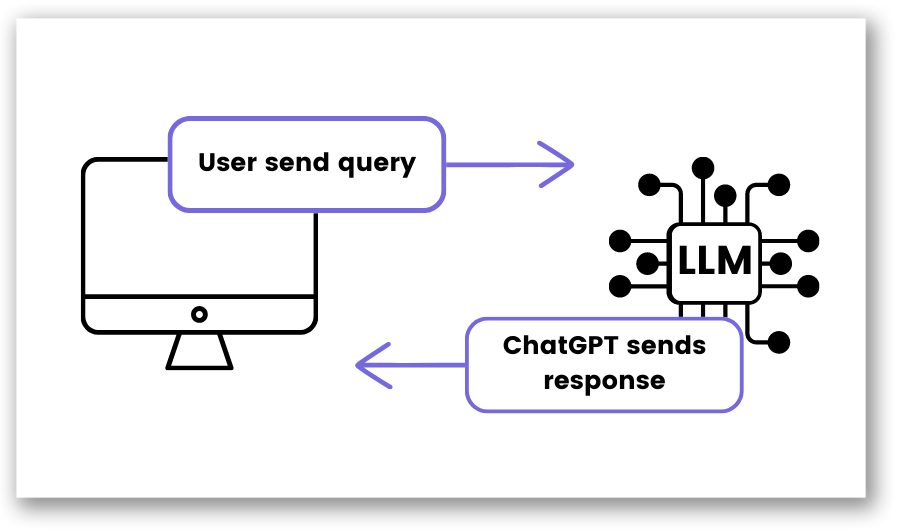 User send query
LLM
ChatGPT sends
response